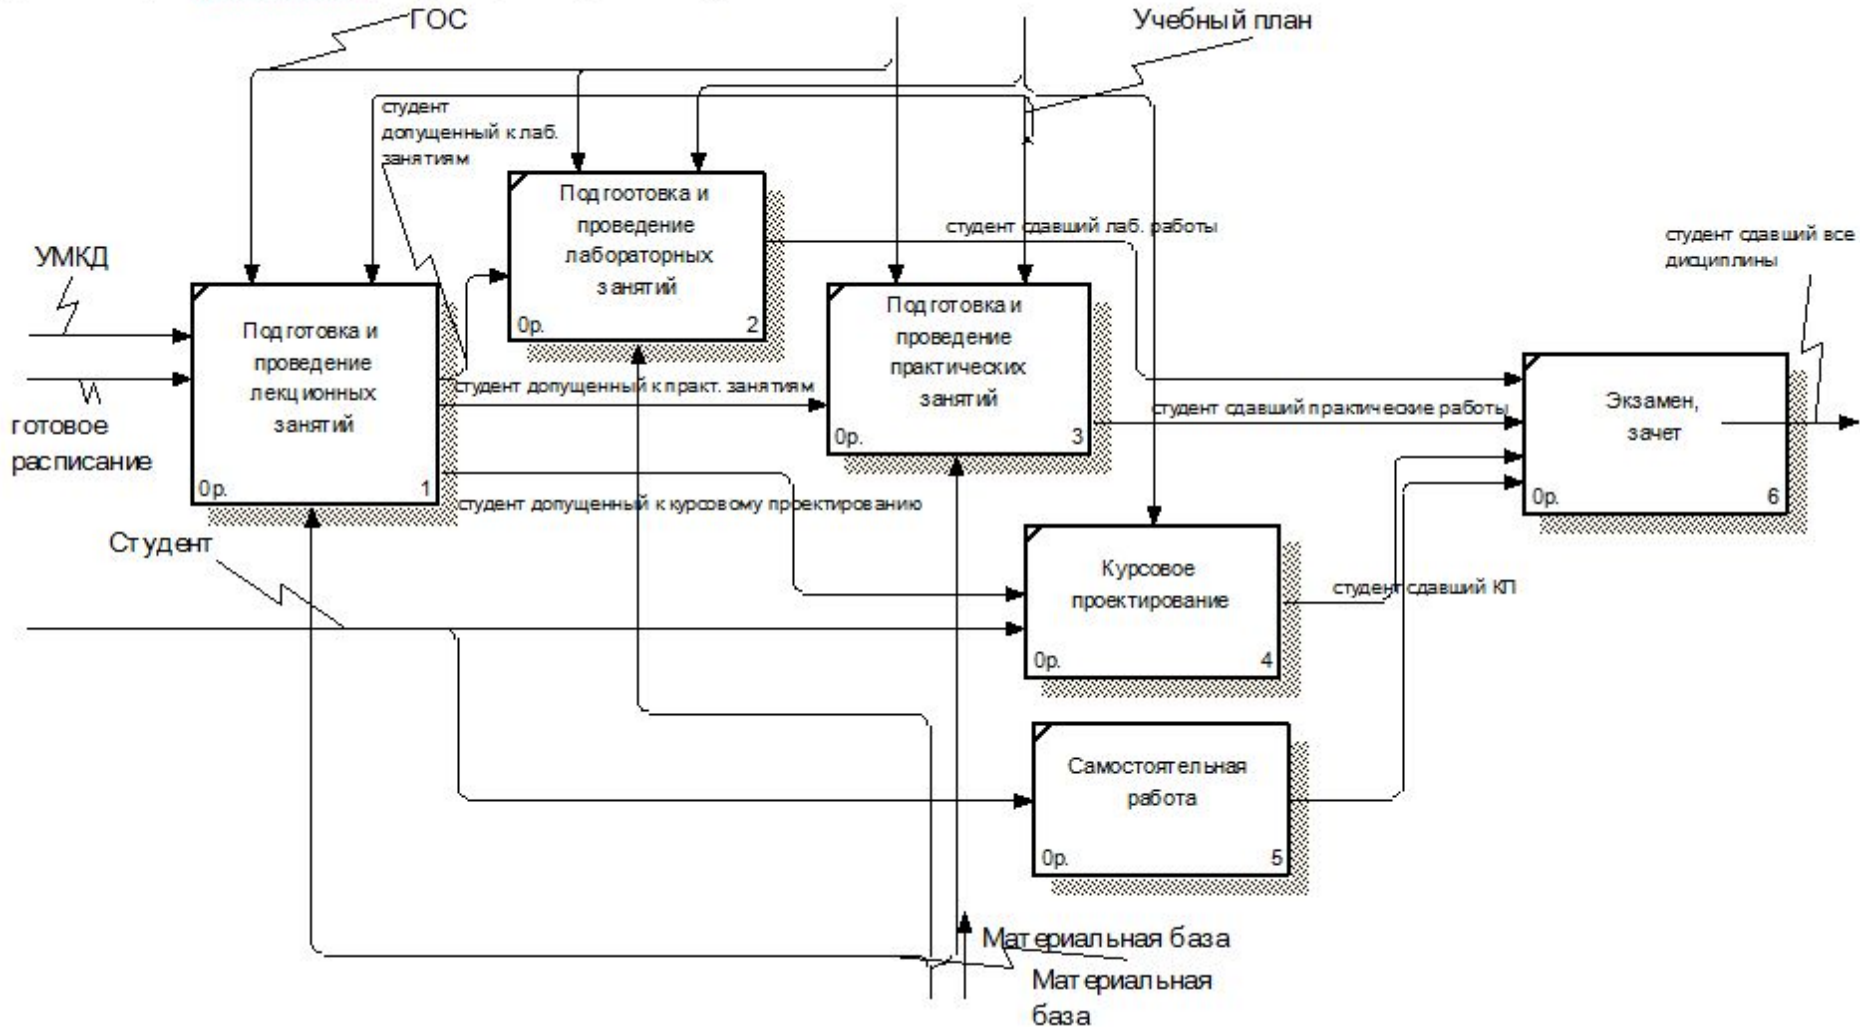 ГОС
Учебный план
студент
допущенный к лаб.
занятиям
Подгоотовка и
проведение
лабораторных
занятий
0р. 2
студент сдавший лаб. работы
студент сдавший все
дисциплины
УМКД
готовое
расписание
Подготовка и
проведение
лекционных
занятий
0р. 1
студент допущенный к практ. занятиям
Подготовка и
проведение
практических
занятий
0р. 3
студент сдавший практические работы
Экзамен,
зачет
0р. 6
студент допущенный к курсовому проектированию
Студент
Курсовое
проектирование
0р. 4
студент сдавший КП
Самостоятельная
работа
0р. 5
Материальная база
Материальная
база